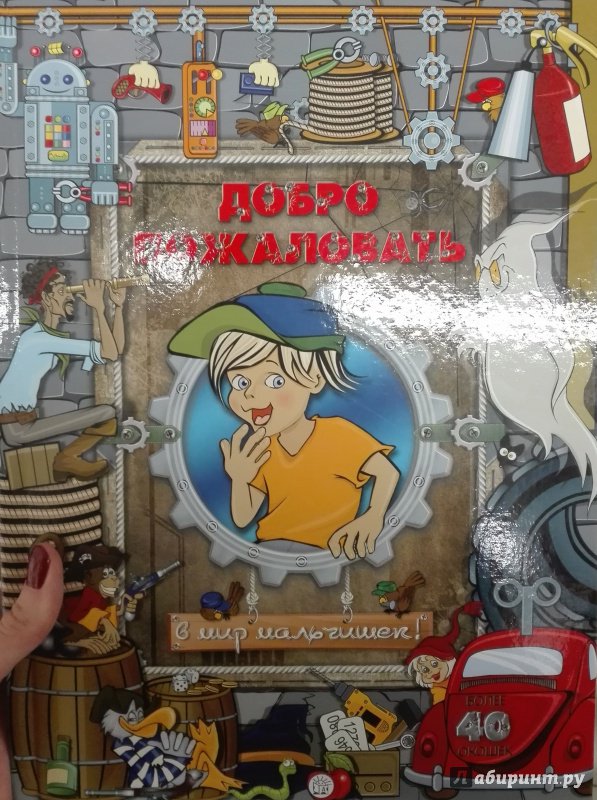 ДОБРО
ПОЖАЛОВАТЬ
в мир мальчишек!
БОЛЕЕ
40
ОКОШЕК
Лабиринт.ру